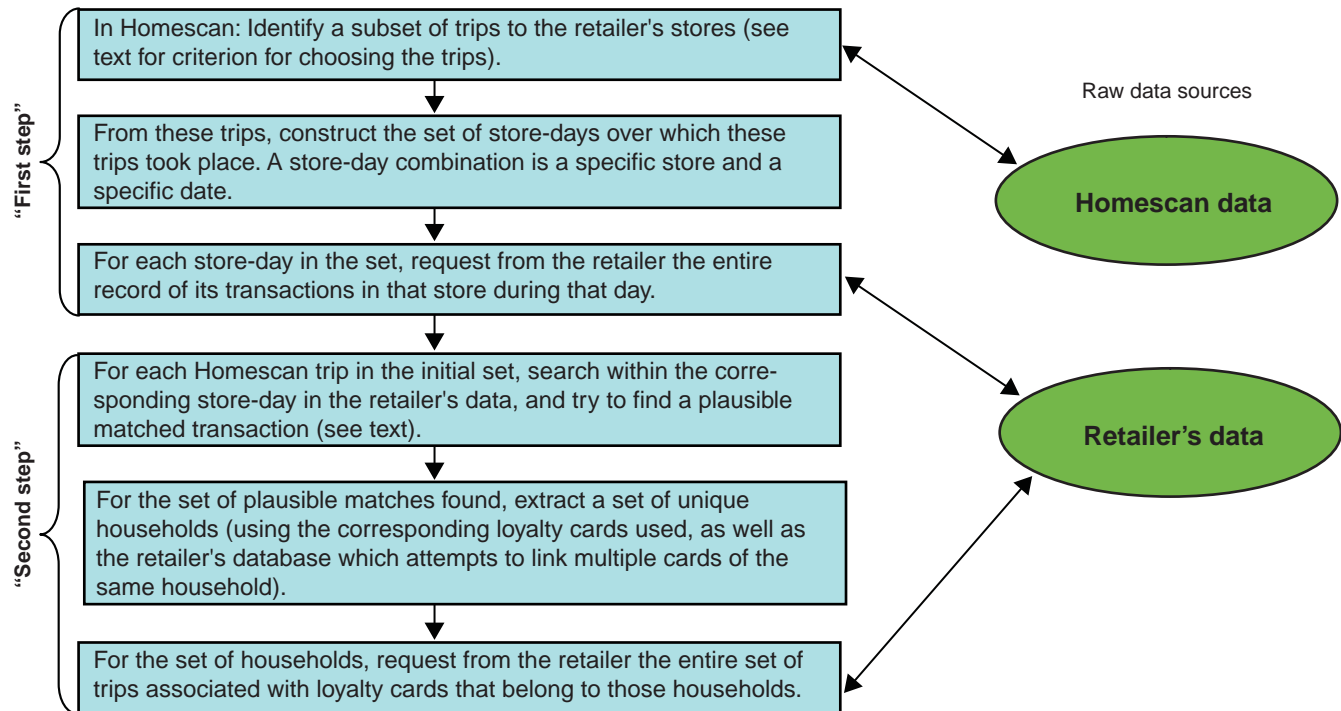 “First step”
In Homescan: Identify a subset of trips to the retailer's stores (see
text for criterion for choosing the trips).
From these trips, construct the set of store-days over which these
trips took place. A store-day combination is a specific store and a
specific date.
For each store-day in the set, request from the retailer the entire
record of its transactions in that store during that day.
“Second step”
For each Homescan trip in the initial set, search within the corre-
sponding store-day in the retailer's data, and try to find a plausible
matched transaction (see text).
For the set of plausible matches found, extract a set of unique
households (using the corresponding loyalty cards used, as well as
the retailer's database which attempts to link multiple cards of the
same household).
For the set of households, request from the retailer the entire set of
trips associated with loyalty cards that belong to those households.
Raw data sources
Homescan data
Retailer’s data